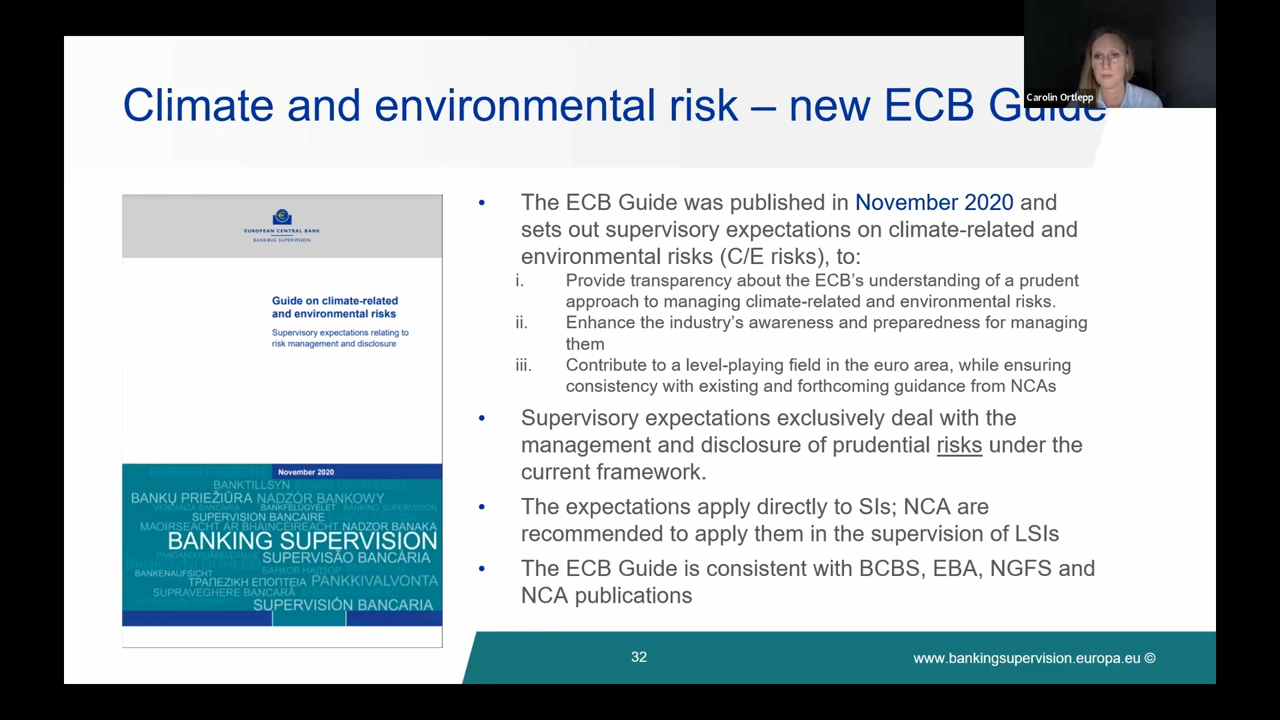 Climate and environmental risk – new ECB Guide
Carolin Ortlepp
EUROPEAN CENTRAL BANK
BANKING SUPERVISION
Guide on climate-related
and environmental risks
Supervisory expectations relating to
risk management and disclosure
November 2020
BANKTILLSYN
BANKŲ PRIEŽIŪRA NADZÓR BANKOWY
BANKFELÜGYELET BANKING SUPERVISION
SUPERVISION BANCAIRE
MAOIRSEACHT AR BHAINCÉIREACHT NADZOR BANAKA
BANKING SUPERVISION
SUPERVISÃO BANCÁRIA
BANKENAUFSICHT
ΤΡΑΠΕΖΙΚΗ ΕΠΟΠΤΕΙΑ PANKKIVALVONTA
SUPRAVEGHERE BANCARĂ
SUPERVISIÓN BANCARIA
• The ECB Guide was published in November 2020 and
sets out supervisory expectations on climate-related and
environmental risks (C/E risks), to:
i. Provide transparency about the ECB's understanding of a prudent
approach to managing climate-related and environmental risks.
ii. Enhance the industry's awareness and preparedness for managing
them
iii. Contribute to a level-playing field in the euro area, while ensuring
consistency with existing and forthcoming guidance from NCAs
• Supervisory expectations exclusively deal with the
management and disclosure of prudential risks under the
current framework.
• The expectations apply directly to SIs; NCA are
recommended to apply them in the supervision of LSIs
• The ECB Guide is consistent with BCBS, EBA, NGFS and
NCA publications
32
www.bankingsupervision.europa.eu ©